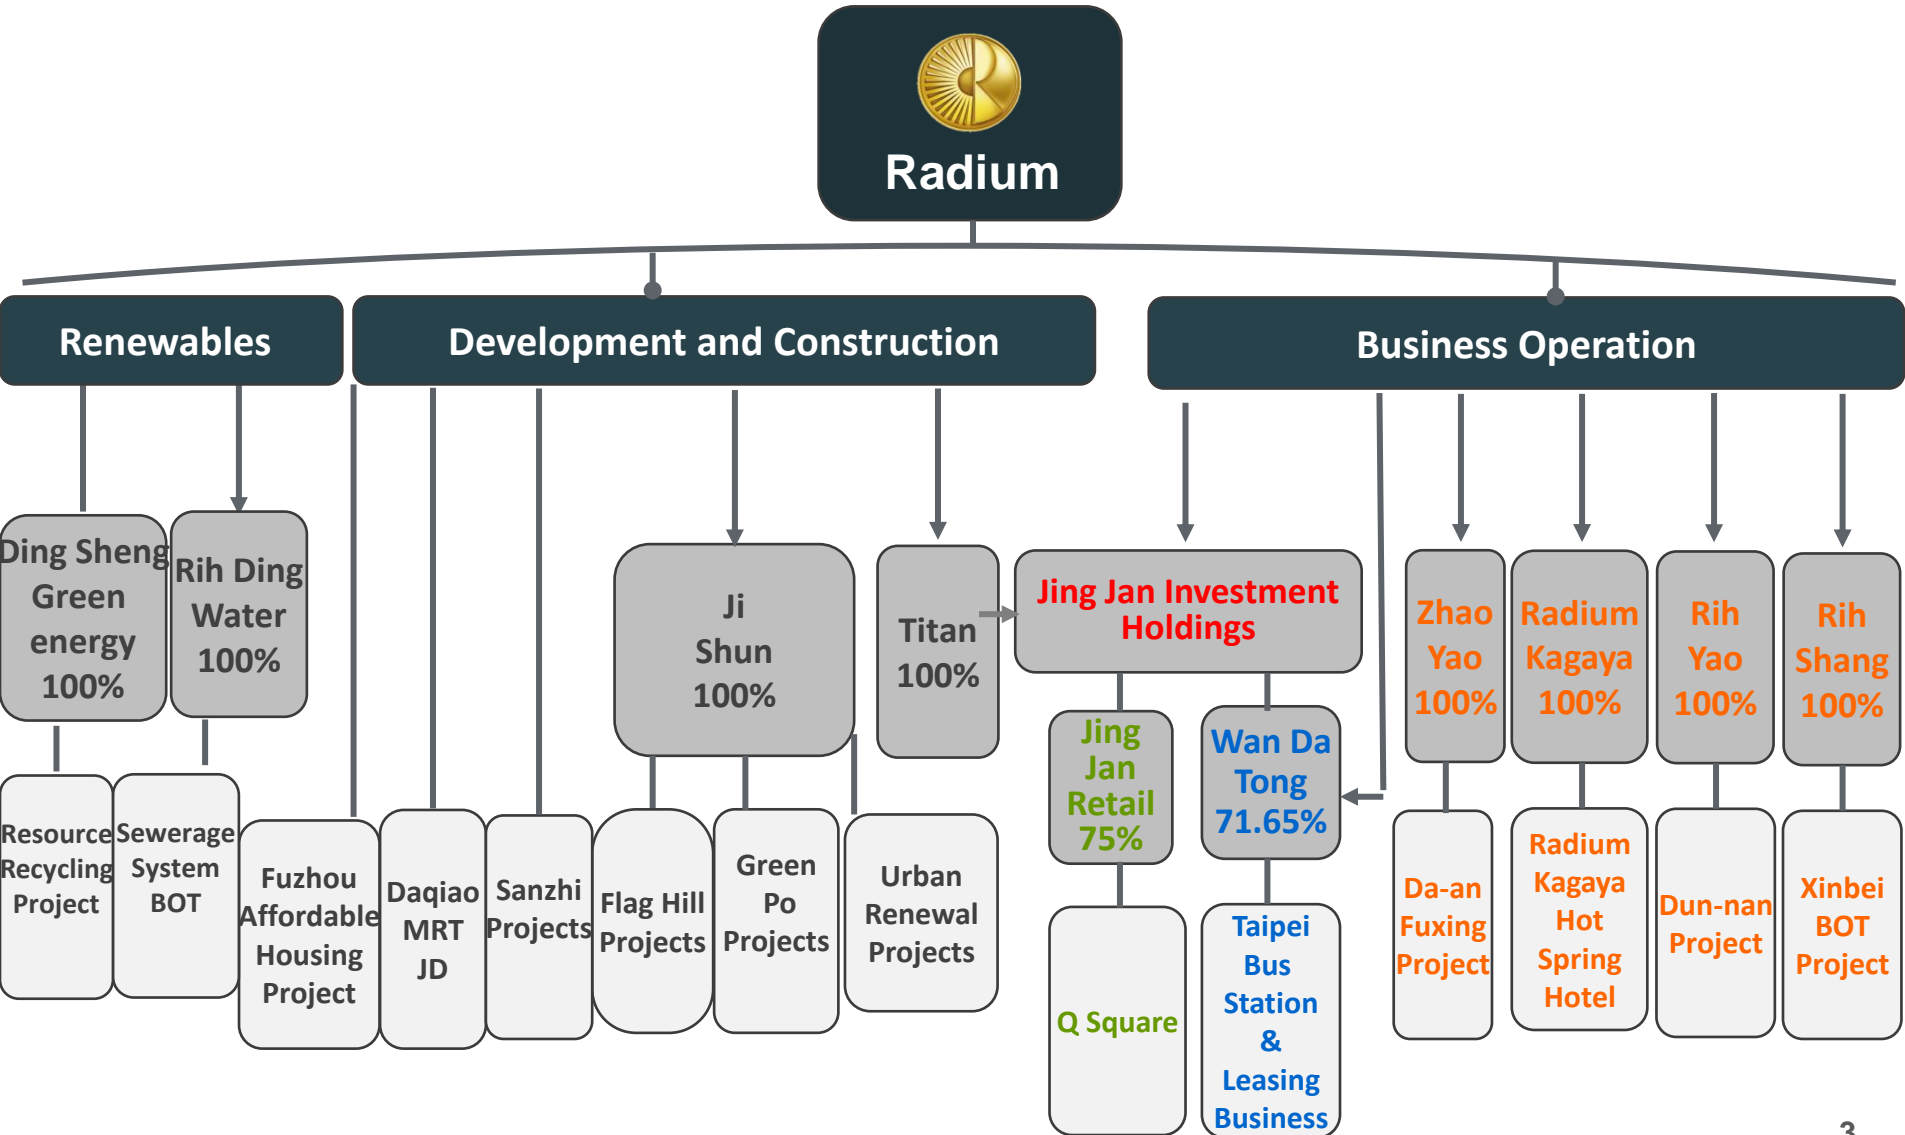 Radium
Renewables
Development and Construction
Business Operation
Ding Sheng
Green
energy
100%
Rih Ding
Water
100%
Ji
Shun
100%
Titan
100%
Jing Jan Investment
Holdings
Zhao
Yao
100%
Radium
Kagaya
100%
Rih
Yao
100%
Rih
Shang
100%
Jing
Jan
Retail
75%
Wan Da
Tong
71.65%
Resource
Recycling
Project
Sewerage
System
BOT
Fuzhou
Affordable
Housing
Project
Daqiao
MRT
JD
Sanzhi
Projects
Flag Hill
Projects
Green
Po
Projects
Urban
Renewal
Projects
Q Square
Taipei
Bus
Station
&
Leasing
Business
Da-an
Fuxing
Project
Radium
Kagaya
Hot
Spring
Hotel
Dun-nan
Project
Xinbei
BOT
Project
3